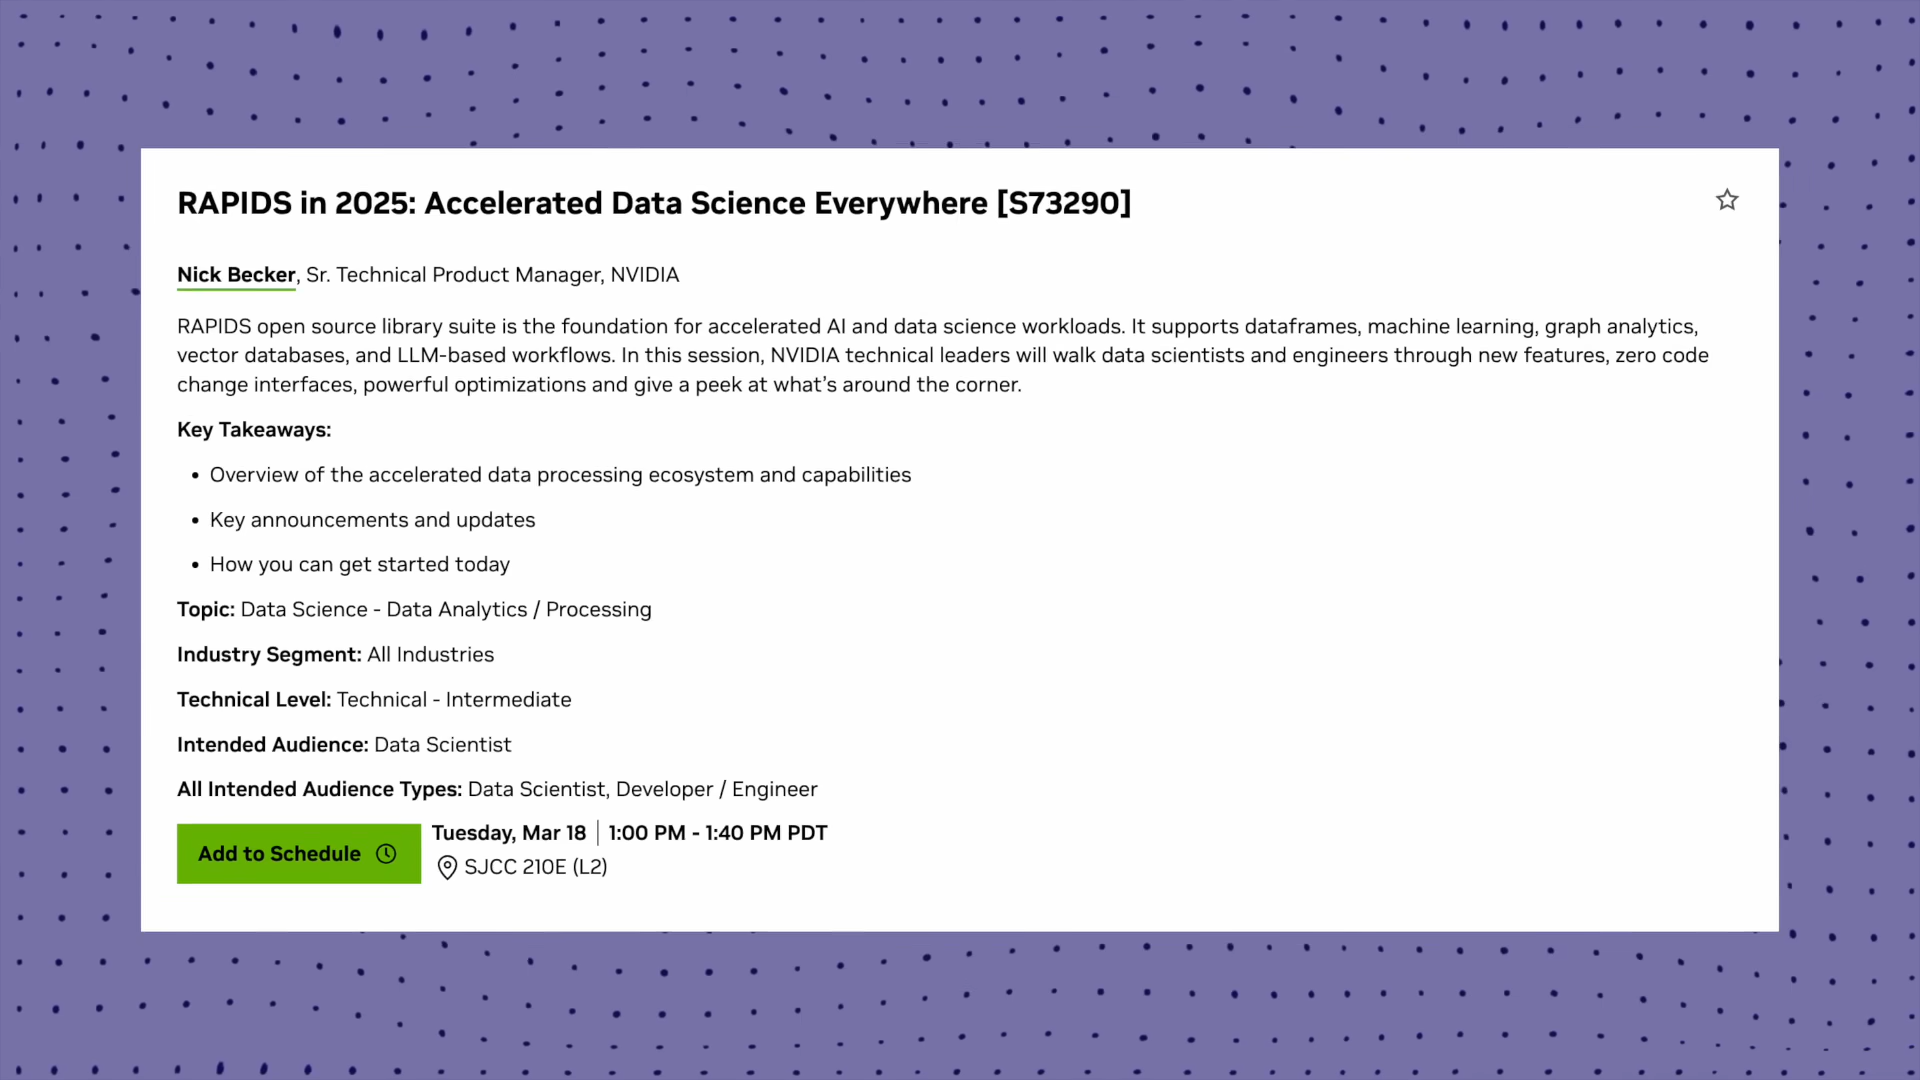 RAPIDS in 2025: Accelerated Data Science Everywhere [S73290]
Nick Becker, Sr. Technical Product Manager, NVIDIA
RAPIDS open source library suite is the foundation for accelerated AI and data science workloads. It supports dataframes, machine learning, graph analytics,
vector databases, and LLM-based workflows. In this session, NVIDIA technical leaders will walk data scientists and engineers through new features, zero code
change interfaces, powerful optimizations and give a peek at what’s around the corner.
Key Takeaways:
• Overview of the accelerated data processing ecosystem and capabilities
• Key announcements and updates
• How you can get started today
Topic: Data Science - Data Analytics / Processing
Industry Segment: All Industries
Technical Level: Technical - Intermediate
Intended Audience: Data Scientist
All Intended Audience Types: Data Scientist, Developer / Engineer
Add to Schedule
Tuesday, Mar 18 | 1:00 PM - 1:40 PM PDT
SJCC 210E (L2)